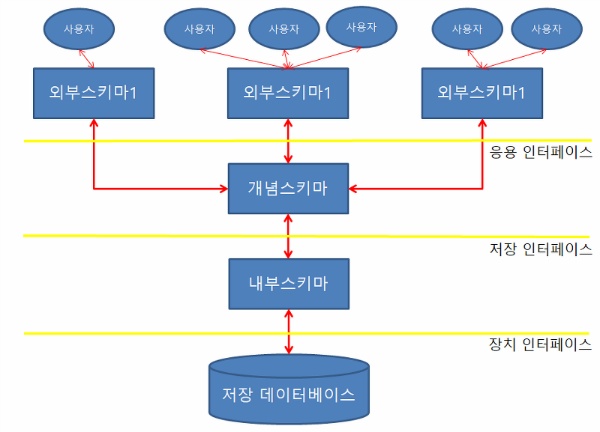 사용자
사용자
사용자
사용자
사용자
사용자
외부스키마1
외부스키마1
외부스키마1
응용 인터페이스
개념스키마
저장 인터페이스
내부스키마
장치 인터페이스
저장 데이터베이스